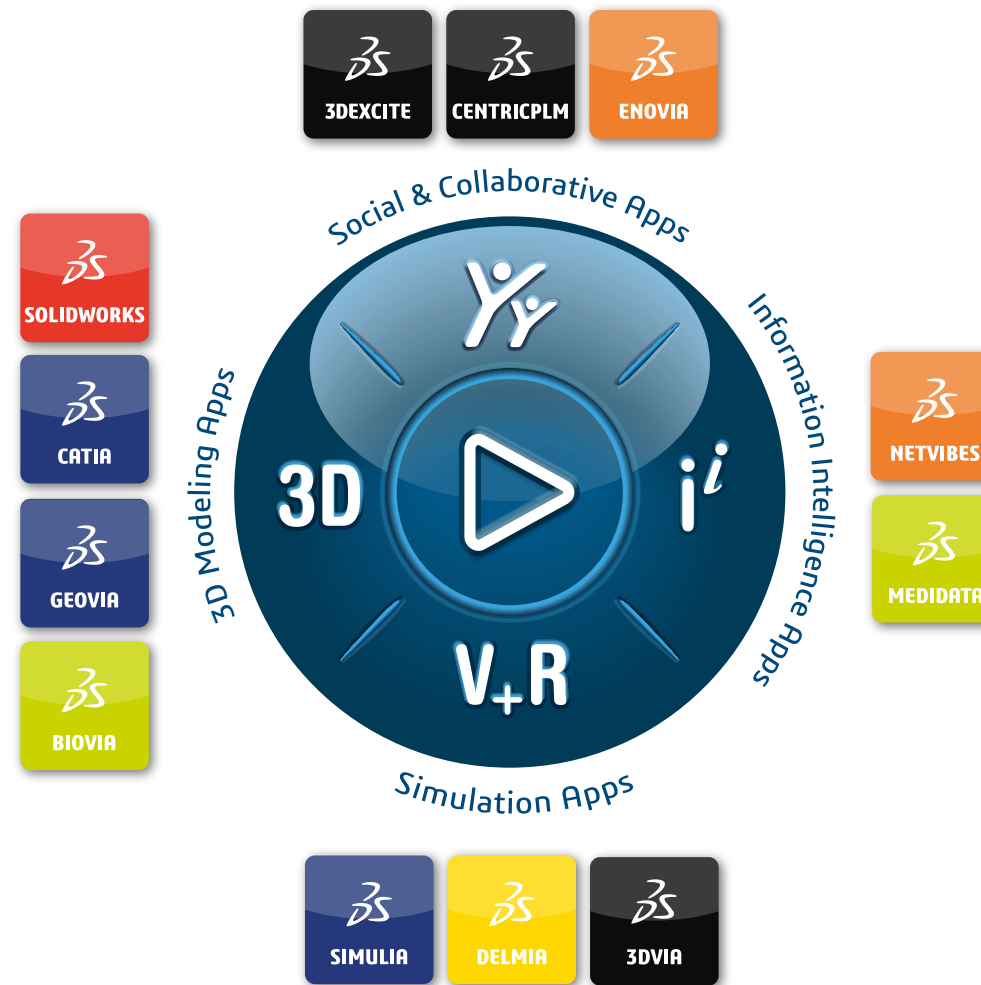 3DEXCITE
CENTRICPLM
ENOVIA
Social & Collaborative Apps
SOLIDWORKS
CATIA
GEOVIA
BIOVIA
3D Modeling Apps
3D
i i
V+R
Information Intelligence Apps
NETVIBES
MEDIDATA
Simulation Apps
SIMULIA
DELMIA
3DVIA